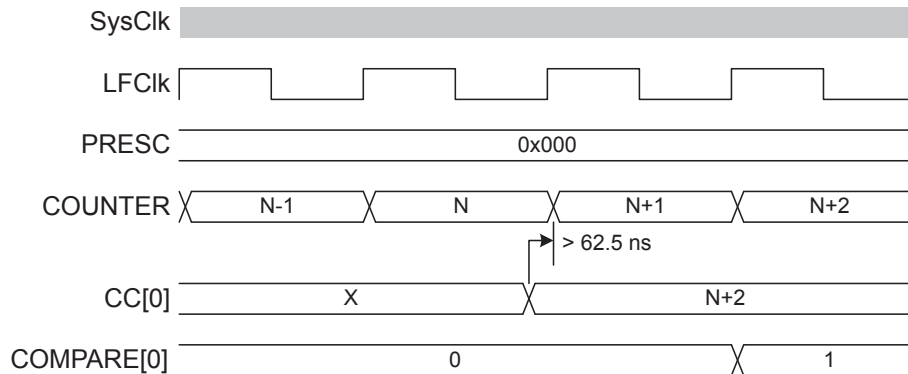 SysClk
LFClk
PRESC 0x000
COUNTER N-1 N N+1 N+2
> 62.5 ns
CC[0] X N+2
COMPARE[0] 0 1